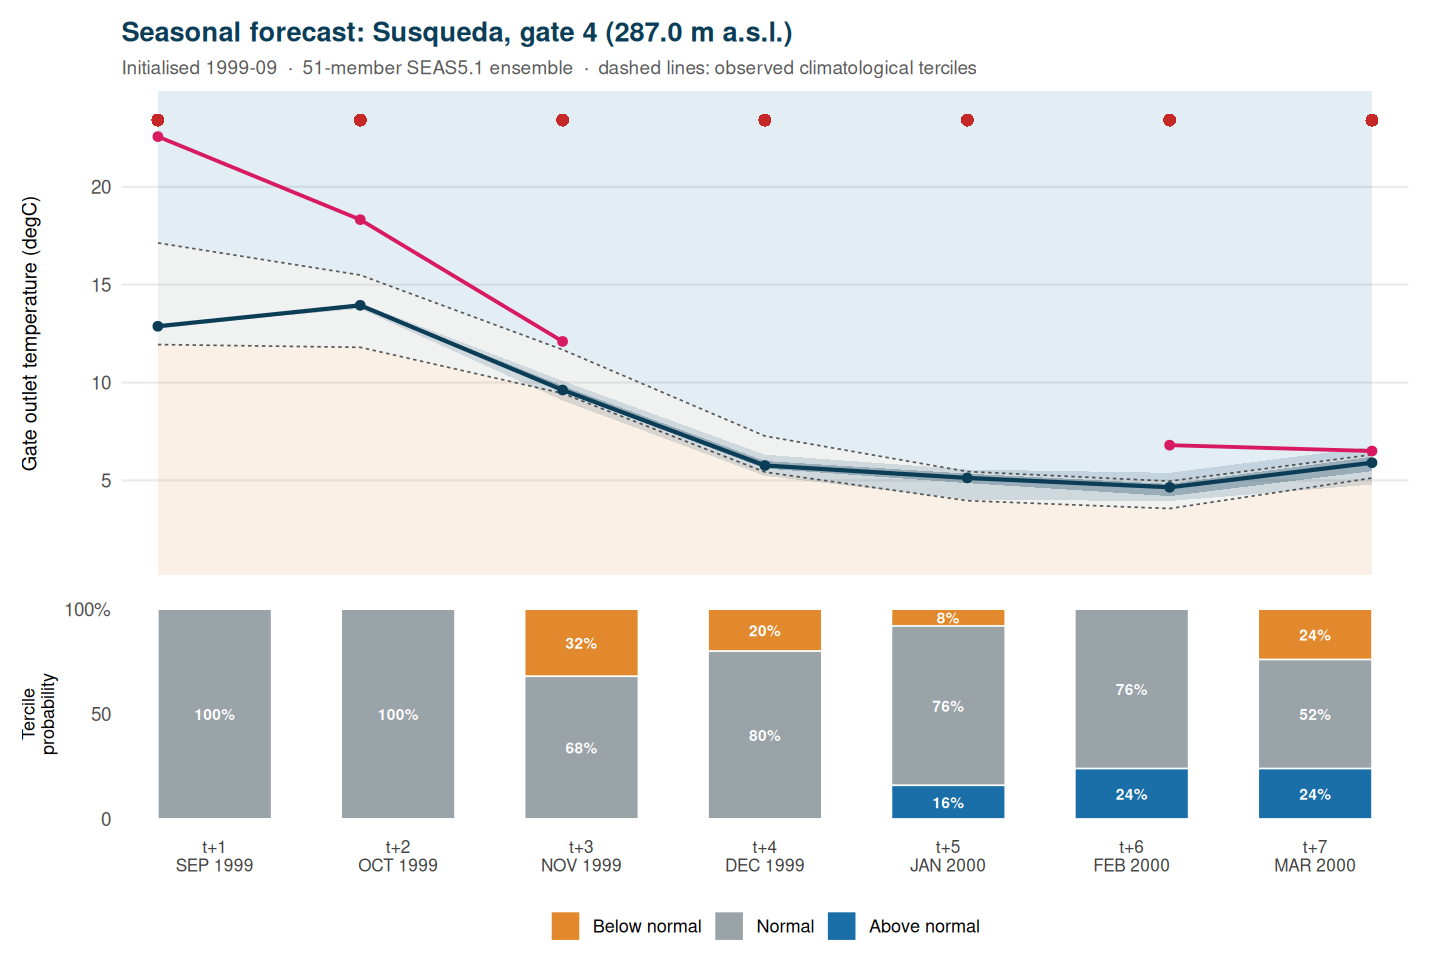 Seasonal forecast: Susqueda, gate 4 (287.0 m a.s.l.)
Initialised 1999-09 · 51-member SEAS5.1 ensemble · dashed lines: observed climatological terciles
Gate outlet temperature (degC)
20
15
10
5
Tercile
probability
100%
50
0
100%
100%
32%
68%
20%
80%
8%
76%
16%
76%
24%
24%
52%
24%
t+1
SEP 1999
t+2
OCT 1999
t+3
NOV 1999
t+4
DEC 1999
t+5
JAN 2000
t+6
FEB 2000
t+7
MAR 2000
Below normal
Normal
Above normal